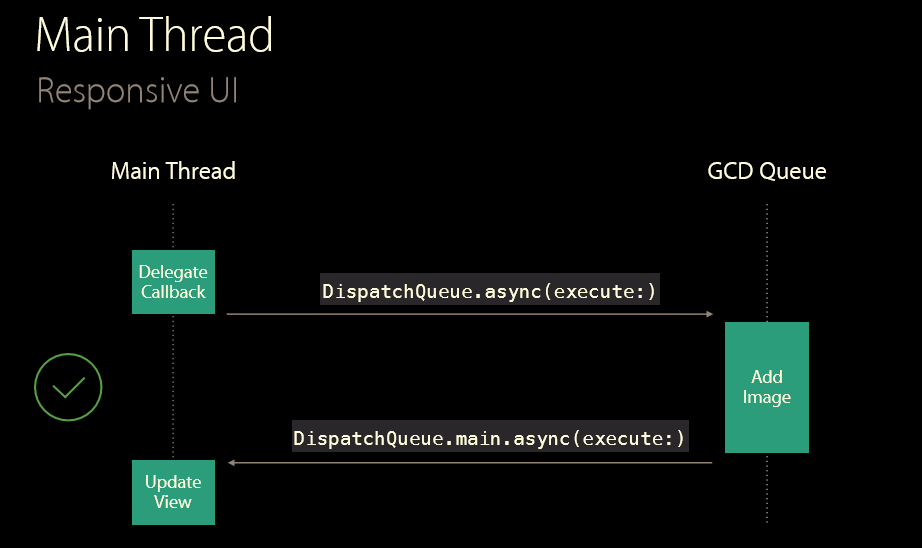 Main Thread
Responsive UI
Main Thread
GCD Queue
Delegate
Callback
DispatchQueue.async(execute:)
Add
Image
DispatchQueue.main.async(execute:)
Update
View